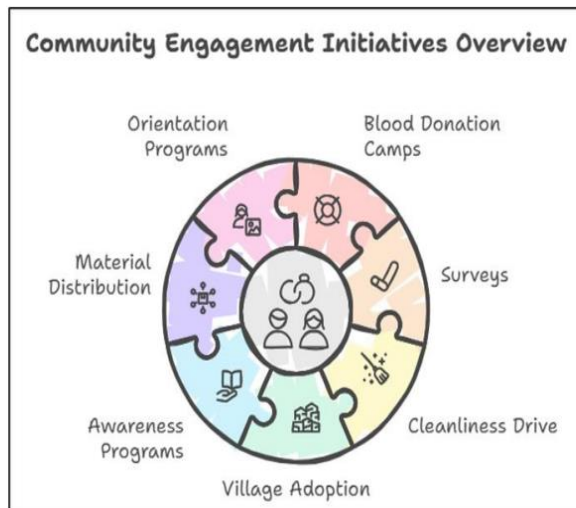 Community Engagement Initiatives Overview
Orientation
Programs
Blood Donation
Camps
Material
Distribution
Surveys
Awareness
Programs
Cleanliness Drive
Village Adoption